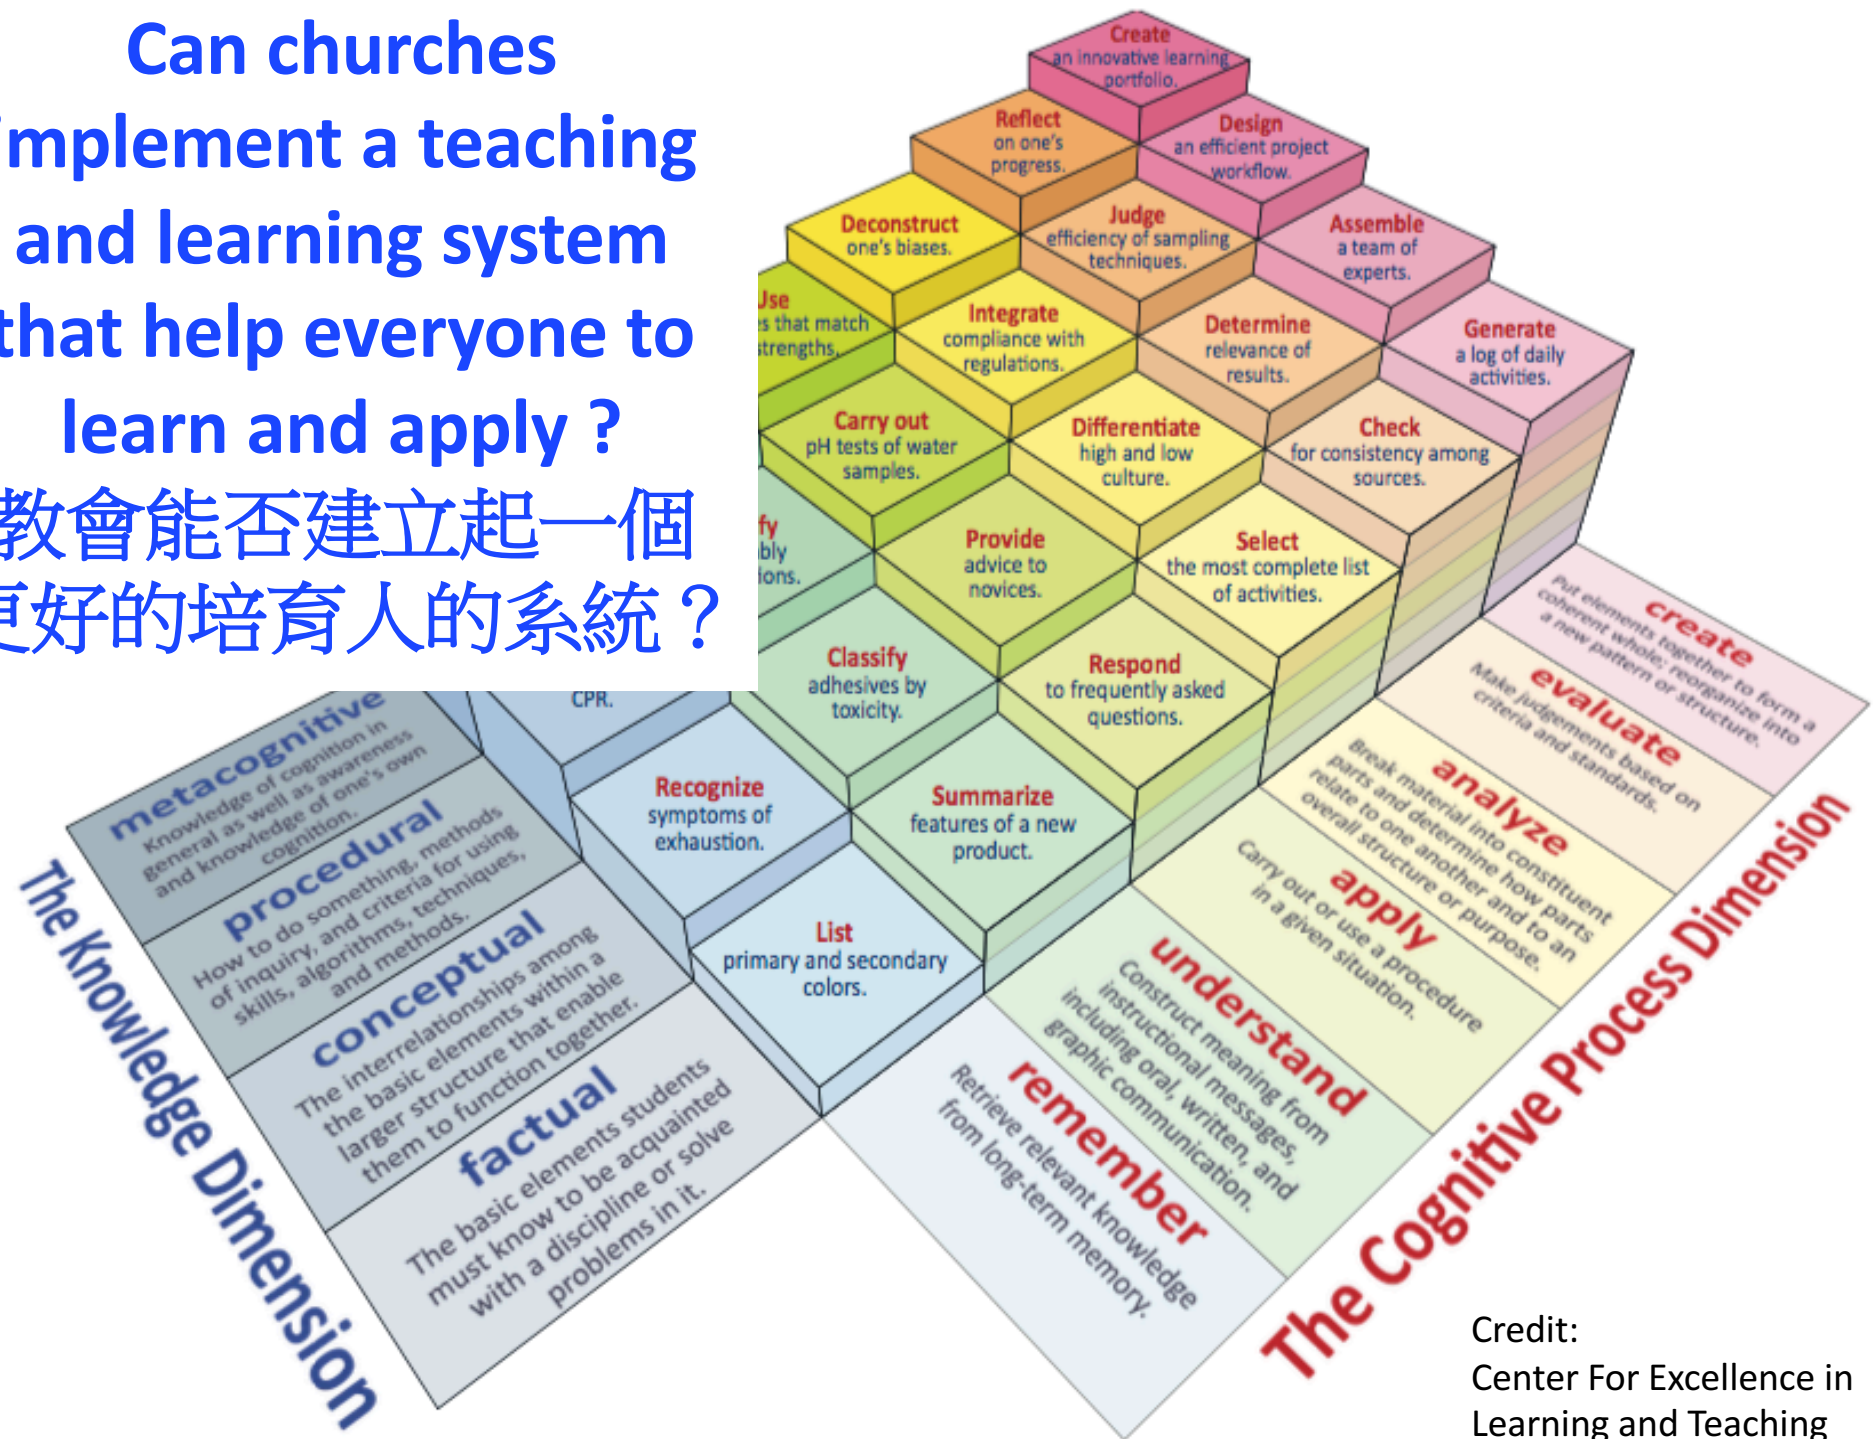 Can churches
implement a teaching
and learning system
that help everyone to
learn and apply ?
教會能否建立起一個
更好的培育人的系統？
Create
an innovative learning
portfolio.
Reflect
on one's
progress.
Design
an efficient project
workflow.
Deconstruct
one's biases.
Judge
efficiency of sampling
techniques.
Assemble
a team of
experts.
Use
that match
strengths.
Integrate
compliance with
regulations.
Determine
relevance of
results.
Generate
a log of daily
activities.
Carry out
pH tests of water
samples.
Differentiate
high and low
culture.
Check
for consistency among
sources.
Provide
advice to
novices.
Select
the most complete list
of activities.
CPR.
Classify
adhesives by
toxicity.
Respond
to frequently asked
questions.
Recognize
symptoms of
exhaustion.
Summarize
features of a new
product.
List
primary and secondary
colors.
metacognitive
Knowledge of cognition in
general as well as awareness
and knowledge of one's own
cognition.
procedural
How to do something, methods
of inquiry, and criteria for using
skills, algorithms, techniques,
and methods.
conceptual
The interrelationships among
the basic elements within a
larger structure that enable
them to function together.
factual
The basic elements students
must know to be acquainted
with a discipline or solve
problems in it.
The Knowledge Dimension
remember
Retrieve relevant knowledge
from long-term memory.
understand
Construct meaning from
instructional messages,
including oral, written, and
graphic communication.
apply
Carry out or use a procedure
in a given situation.
analyze
Break material into constituent
parts and determine how parts
relate to one another and to an
overall structure or purpose.
evaluate
Make judgements based on
criteria and standards.
create
Put elements together to form a
coherent whole; reorganize into
a new pattern or structure.
The Cognitive Process Dimension
Credit:
Center For Excellence in
Learning and Teaching